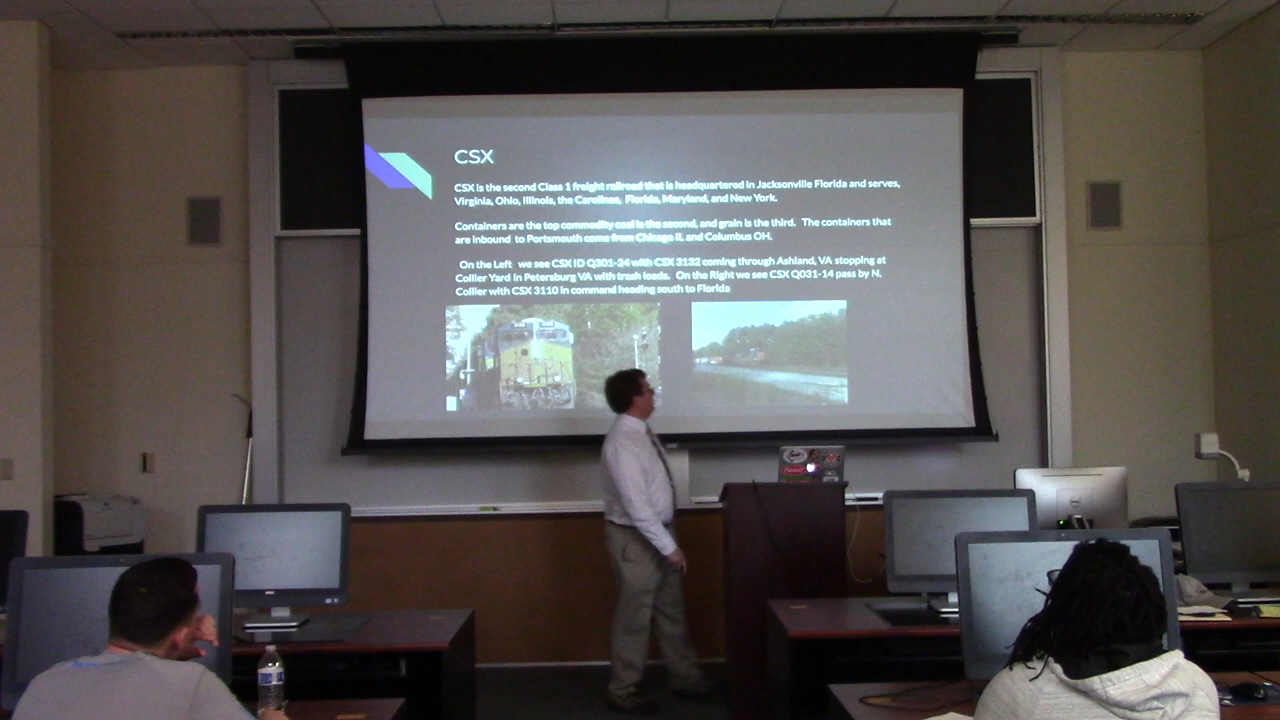 CSX
CSX is the second Class 1 freight railroad that is headquartered in Jacksonville Florida and serves,
Virginia, Ohio, Illinois, the Carolinas, Florida, Maryland, and New York.
Containers are the top commodity coal is the second, and grain is the third. The containers that
are inbound to Portsmouth come from Chicago IL and Columbus OH.
On the Left we see CSX ID Q301-24 with CSX 3132 coming through Ashland, VA stopping at
Collier Yard in Petersburg VA with trash loads. On the Right we see CSX Q031-14 pass by N.
Collier with CSX 3110 in command heading south to Florida